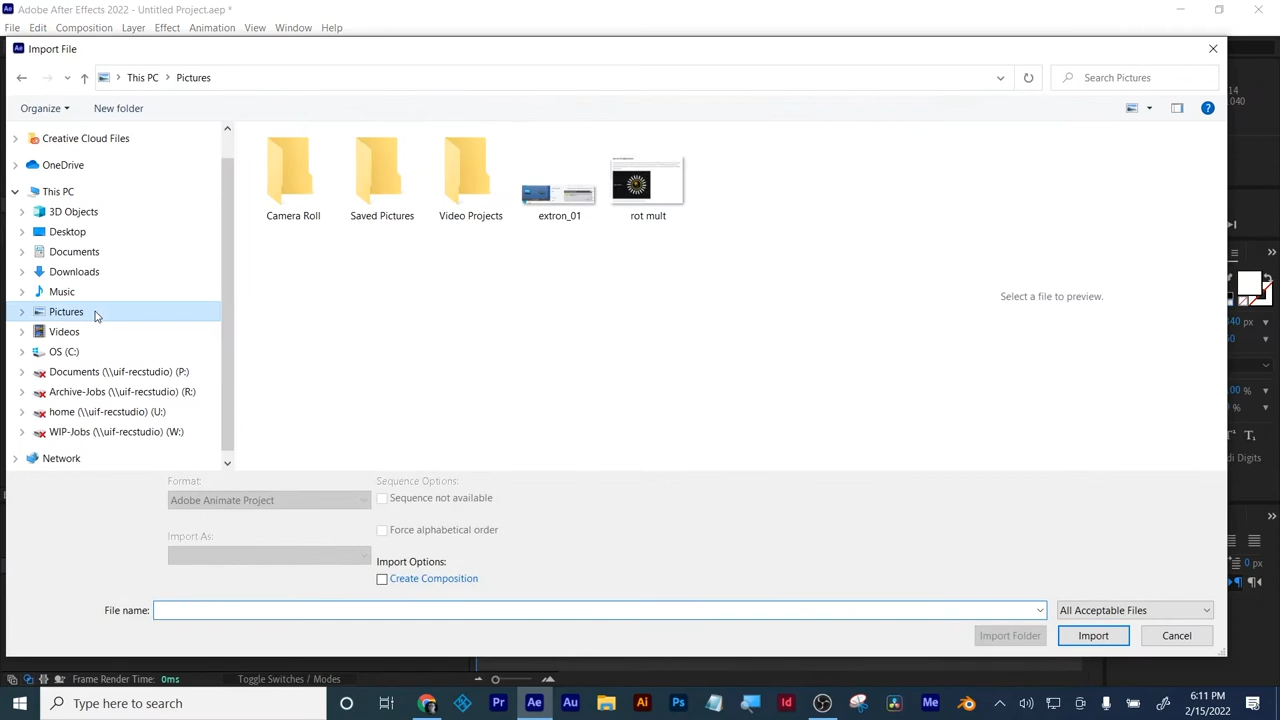 Adobe After Effects 2022 - Untitled Project.aep *
File Edit Composition Layer Effect Animation View Window Help
Import File
This PC Pictures
Search Pictures
Organize New folder
Creative Cloud Files
OneDrive
This PC
3D Objects
Desktop
Documents
Downloads
Music
Pictures
Videos
OS (C:)
Documents (\\uif-recstudio) (P:)
Archive-Jobs (\\uif-recstudio) (R:)
home (\\uif-recstudio) (U:)
WIP-Jobs (\\uif-recstudio) (W:)
Network
Camera Roll
Saved Pictures
Video Projects
extron_01
rot mult
Select a file to preview.
Format:
Adobe Animate Project
Import As:
Sequence Options:
Sequence not available
Force alphabetical order
Import Options:
Create Composition
File name:
All Acceptable Files
Import Folder
Import
Cancel
Frame Render Time: 0ms
Toggle Switches / Modes
Type here to search
6:11 PM
2/15/2022